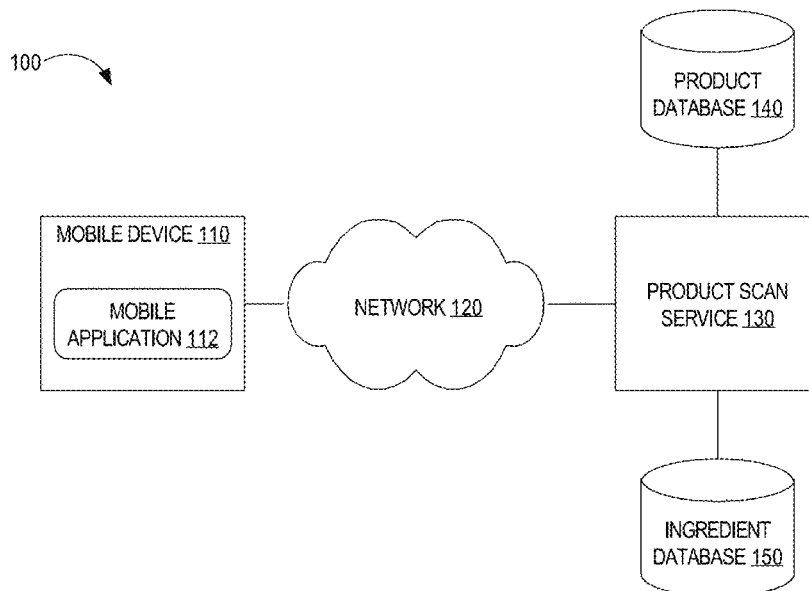 100
PRODUCT
DATABASE 140
MOBILE DEVICE 110
MOBILE
APPLICATION 112
NETWORK 120
PRODUCT SCAN
SERVICE 130
INGREDIENT
DATABASE 150